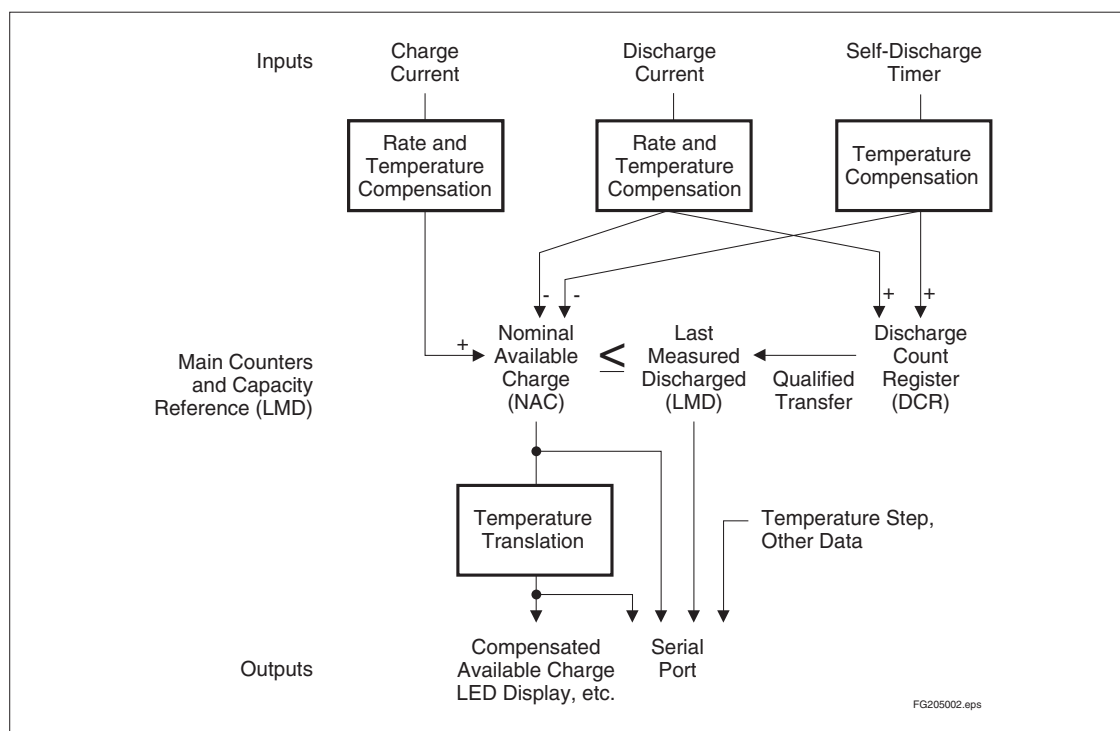 Inputs
Charge
Current
Discharge
Current
Self-Discharge
Timer
Rate and
Temperature
Compensation
Rate and
Temperature
Compensation
Temperature
Compensation
-
-
+
+
+
Main Counters
and Capacity
Reference (LMD)
Nominal
Available
Charge
(NAC)
≤
Last
Measured
Discharged
(LMD)
Qualified
Transfer
Discharge
Count
Register
(DCR)
Temperature
Translation
Temperature Step,
Other Data
Outputs
Compensated
Available Charge
LED Display, etc.
Serial
Port
FG205002.eps